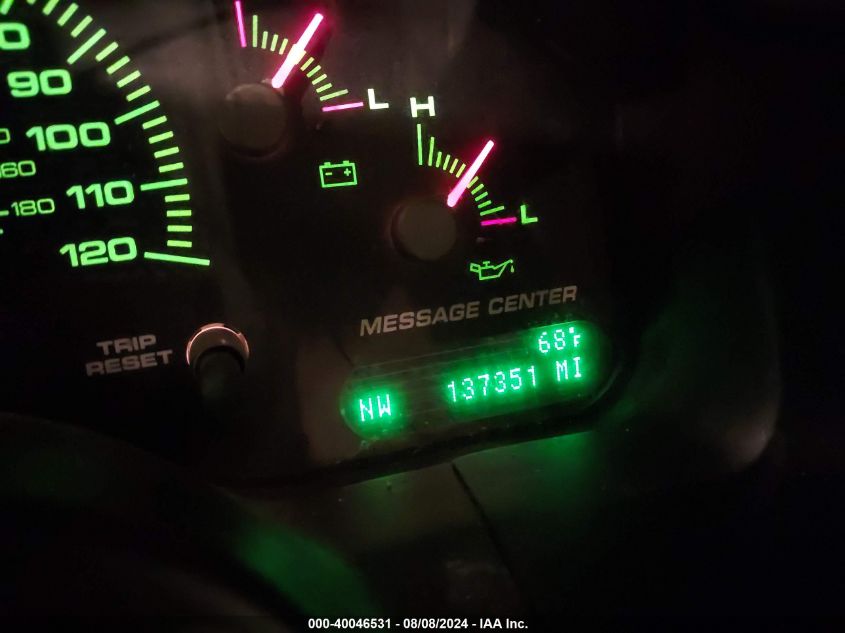 90
100
110
120
180
L
H
L
MESSAGE CENTER
TRIP
RESET
68°F
NW 137351 MI
000-40046531 - 08/08/2024 - IAA Inc.